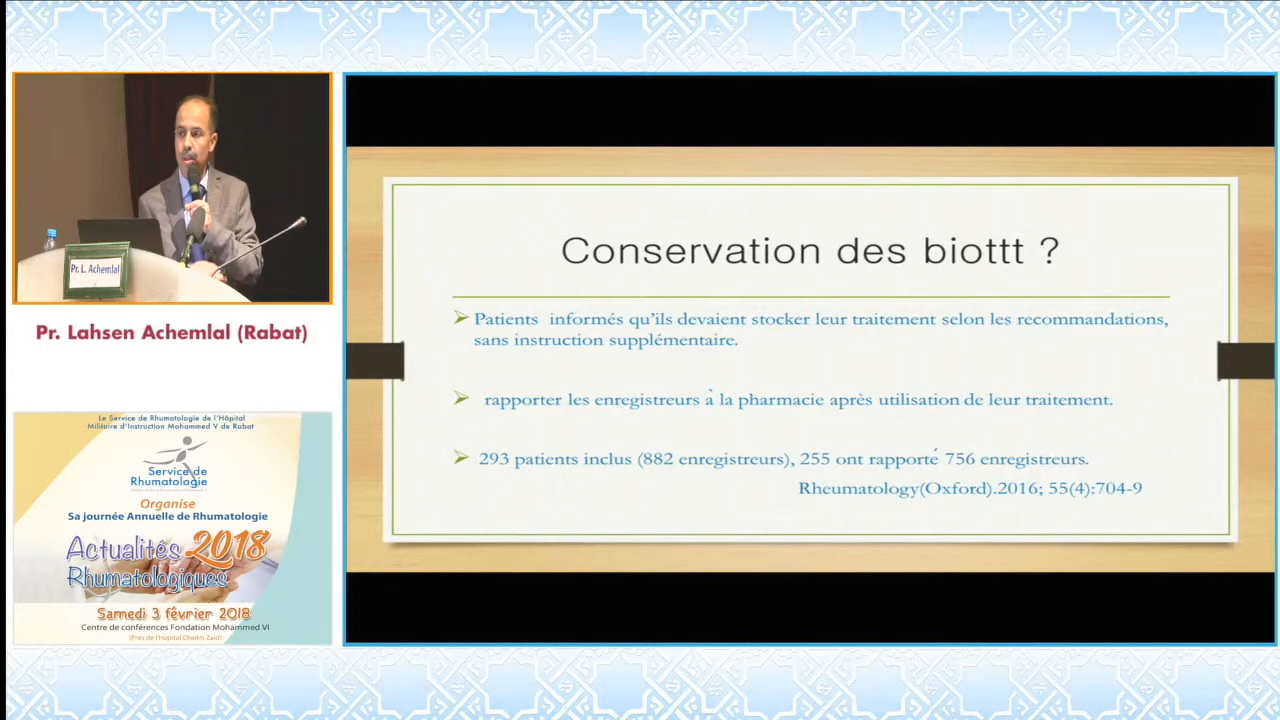 Pr. L. Achemlal
Pr. Lahsen Achemlal (Rabat)
Le Service de Rhumatologie de l'Hôpital
Militaire d'Instruction Mohammed V de Rabat
Service de
Rhumatologie
Organise
Sa journée Annuelle de Rhumatologie
Actualités 2018
Rhumatologiques
Samedi 3 février 2018
Centre de conférences Fondation Mohammed VI
(Près de l'hôpital Cheikh Zaid)
Conservation des biottt ?
Patients informés qu'ils devaient stocker leur traitement selon les recommandations,
sans instruction supplémentaire.
rapporter les enregistreurs à la pharmacie après utilisation de leur traitement.
293 patients inclus (882 enregistreurs), 255 ont rapporté 756 enregistreurs.
Rheumatology(Oxford).2016; 55(4):704-9